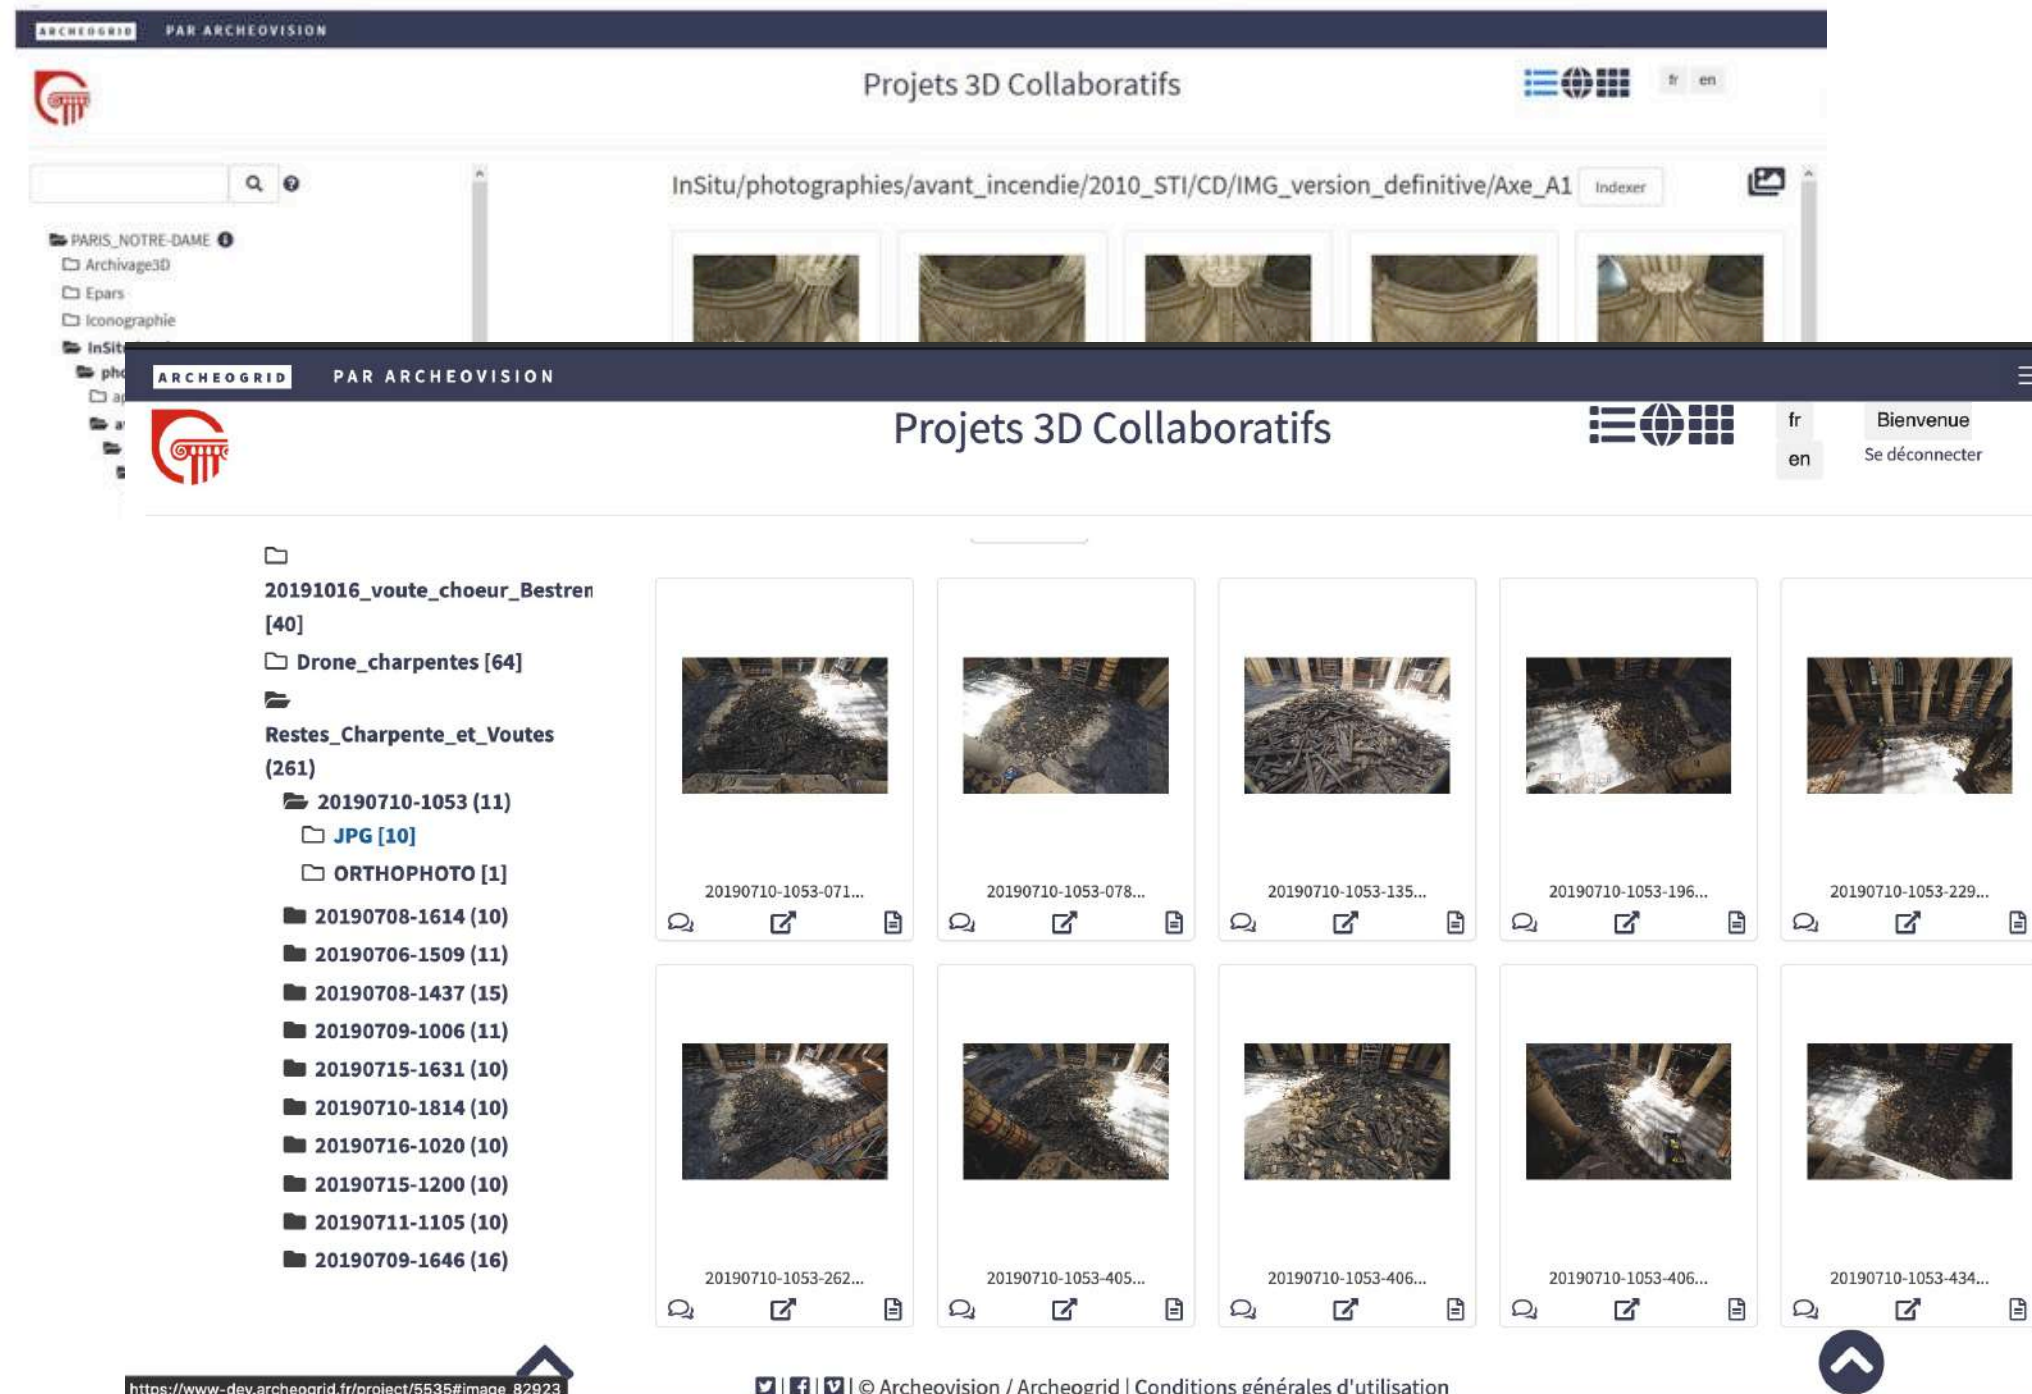 ARCHEOGRID PAR ARCHEOVISION
Projets 3D Collaboratifs
fr en
InSitu/photographies/avant_incendie/2010_STI/CD/IMG_version_definitive/Axe_A1 Indexer
PARIS_NOTRE-DAME
Archivage3D
Epars
Iconographie
InSit
pho
ARCHEOGRID PAR ARCHEOVISION
Projets 3D Collaboratifs
fr
en
Bienvenue
Se déconnecter
20191016_voute_choeur_Bestren
[40]
Drone_charpentes [64]
Restes_Charpente_et_Voutes
(261)
20190710-1053 (11)
JPG [10]
ORTHOPHOTO [1]
20190708-1614 (10)
20190706-1509 (11)
20190708-1437 (15)
20190709-1006 (11)
20190715-1631 (10)
20190710-1814 (10)
20190716-1020 (10)
20190715-1200 (10)
20190711-1105 (10)
20190709-1646 (16)
20190710-1053-071... 20190710-1053-078... 20190710-1053-135... 20190710-1053-196... 20190710-1053-229...
20190710-1053-262... 20190710-1053-405... 20190710-1053-406... 20190710-1053-406... 20190710-1053-434...
https://www-dev.archeogrid.fr/project/5535#image_82923
| | | © Archeovision / Archeogrid | Conditions générales d'utilisation